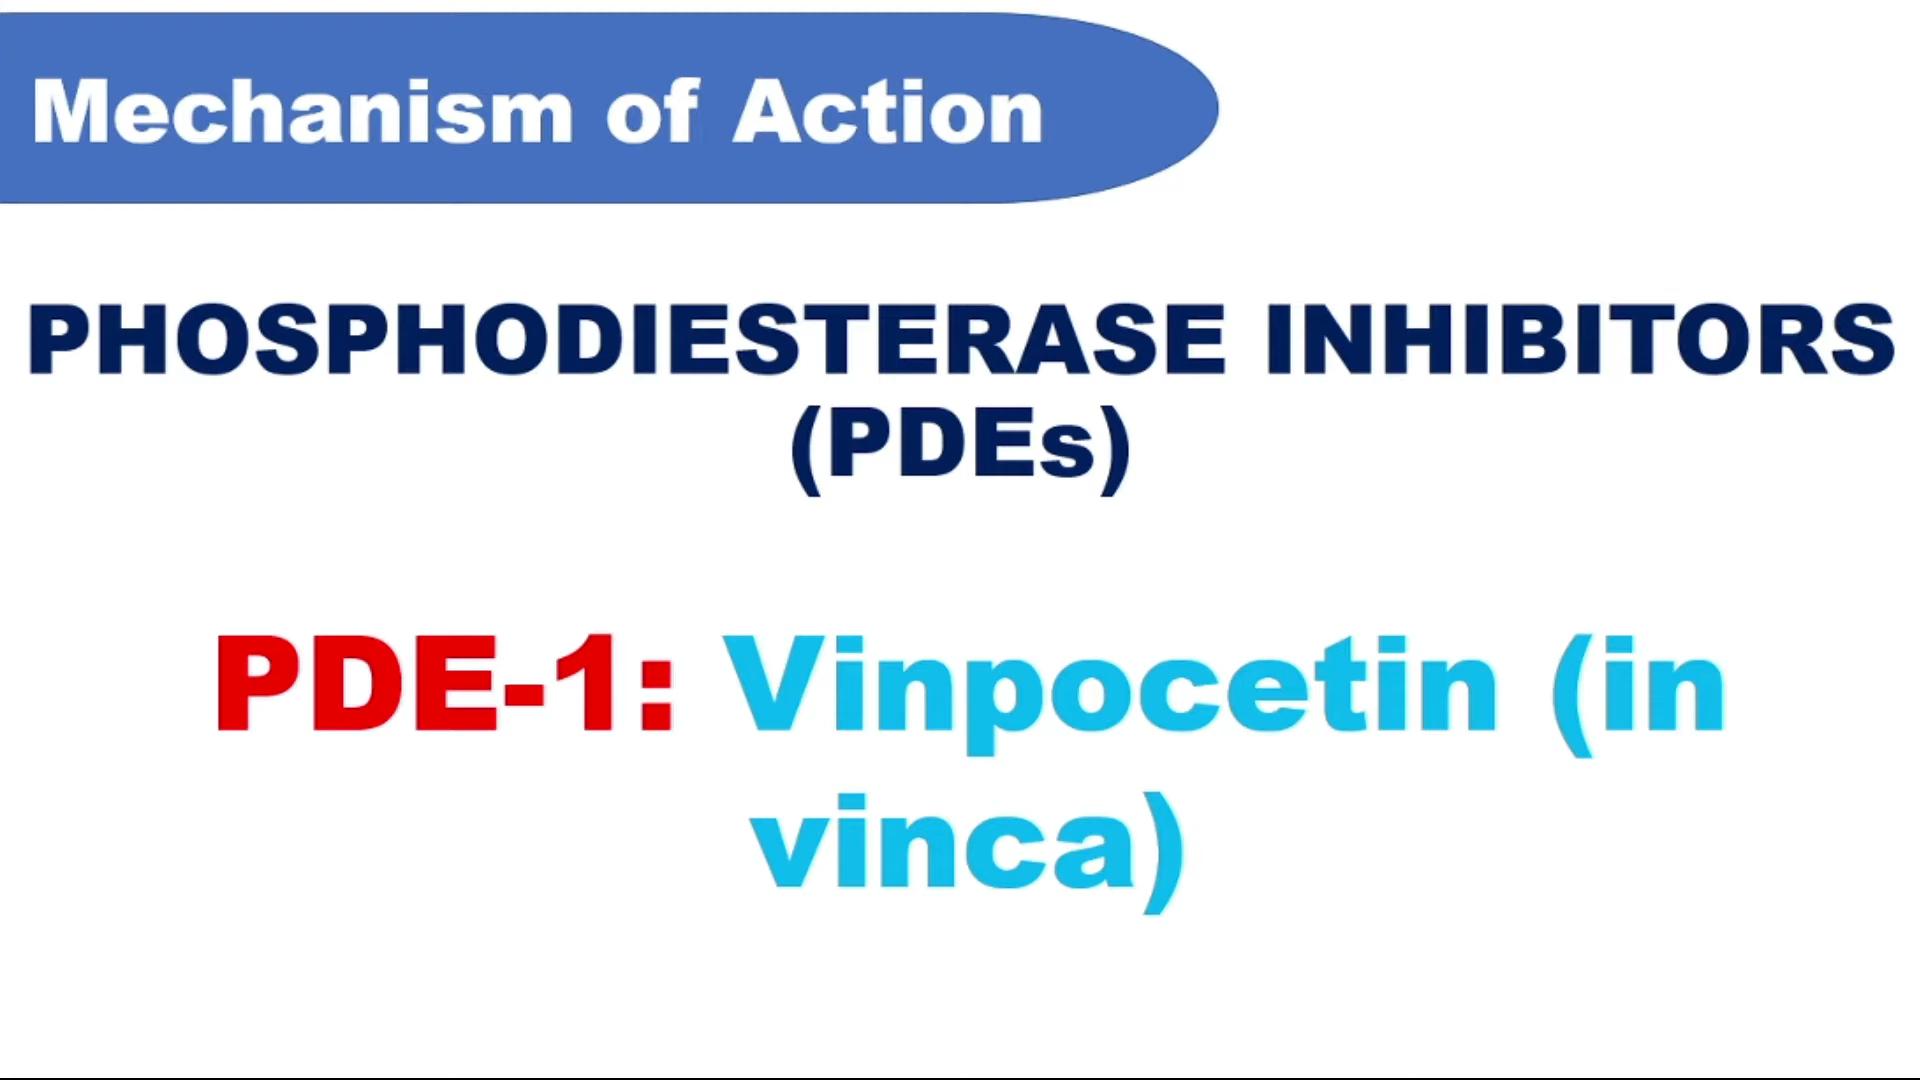 Mechanism of Action
PHOSPHODIESTERASE INHIBITORS
(PDEs)
PDE-1: Vinpocetin (in
vinca)